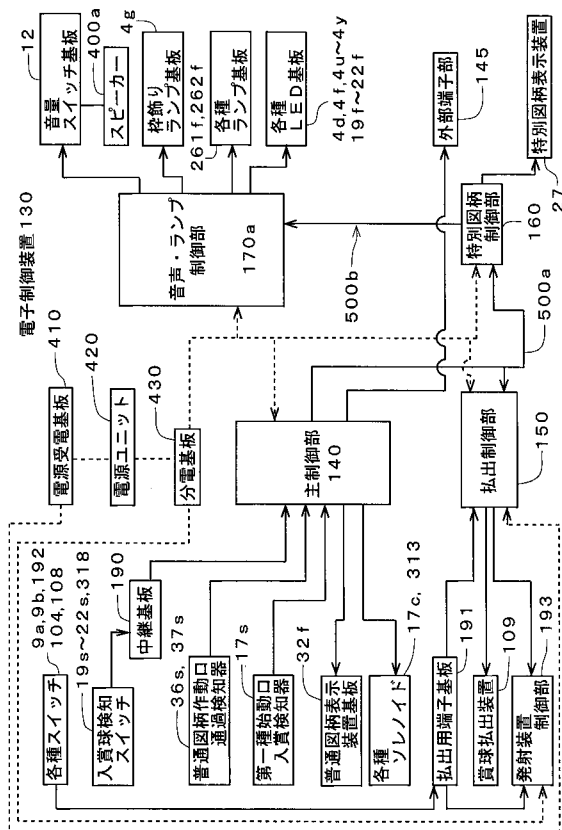 電子制御装置130
410
電源受電基板
420
電源ユニット
430
分電基板
9a,9b,192
104,108
各種スイッチ
19s～22s,318
入賞球検知
スイッチ
190
中継基板
36s, 37s
普通図柄作動口
通過検知器
17s
第一種始動口
入賞検知器
32f
普通図柄表示
装置基板
17c, 313
各種
ソレノイド
191
払出用端子基板
109
賞球払出装置
193
発射装置
制御部
主制御部
140
払出制御部
150
音声・ランプ
制御部
170a
12
音量
スイッチ基板
400a
スピーカー
4g
枠飾り
ランプ基板
261f,262f
各種
ランプ基板
各種
LED基板
4d,4f,4u～4y
19f～22f
外部端子部
145
500b
特別図柄
制御部
160
500a
特別図柄表示装置
27